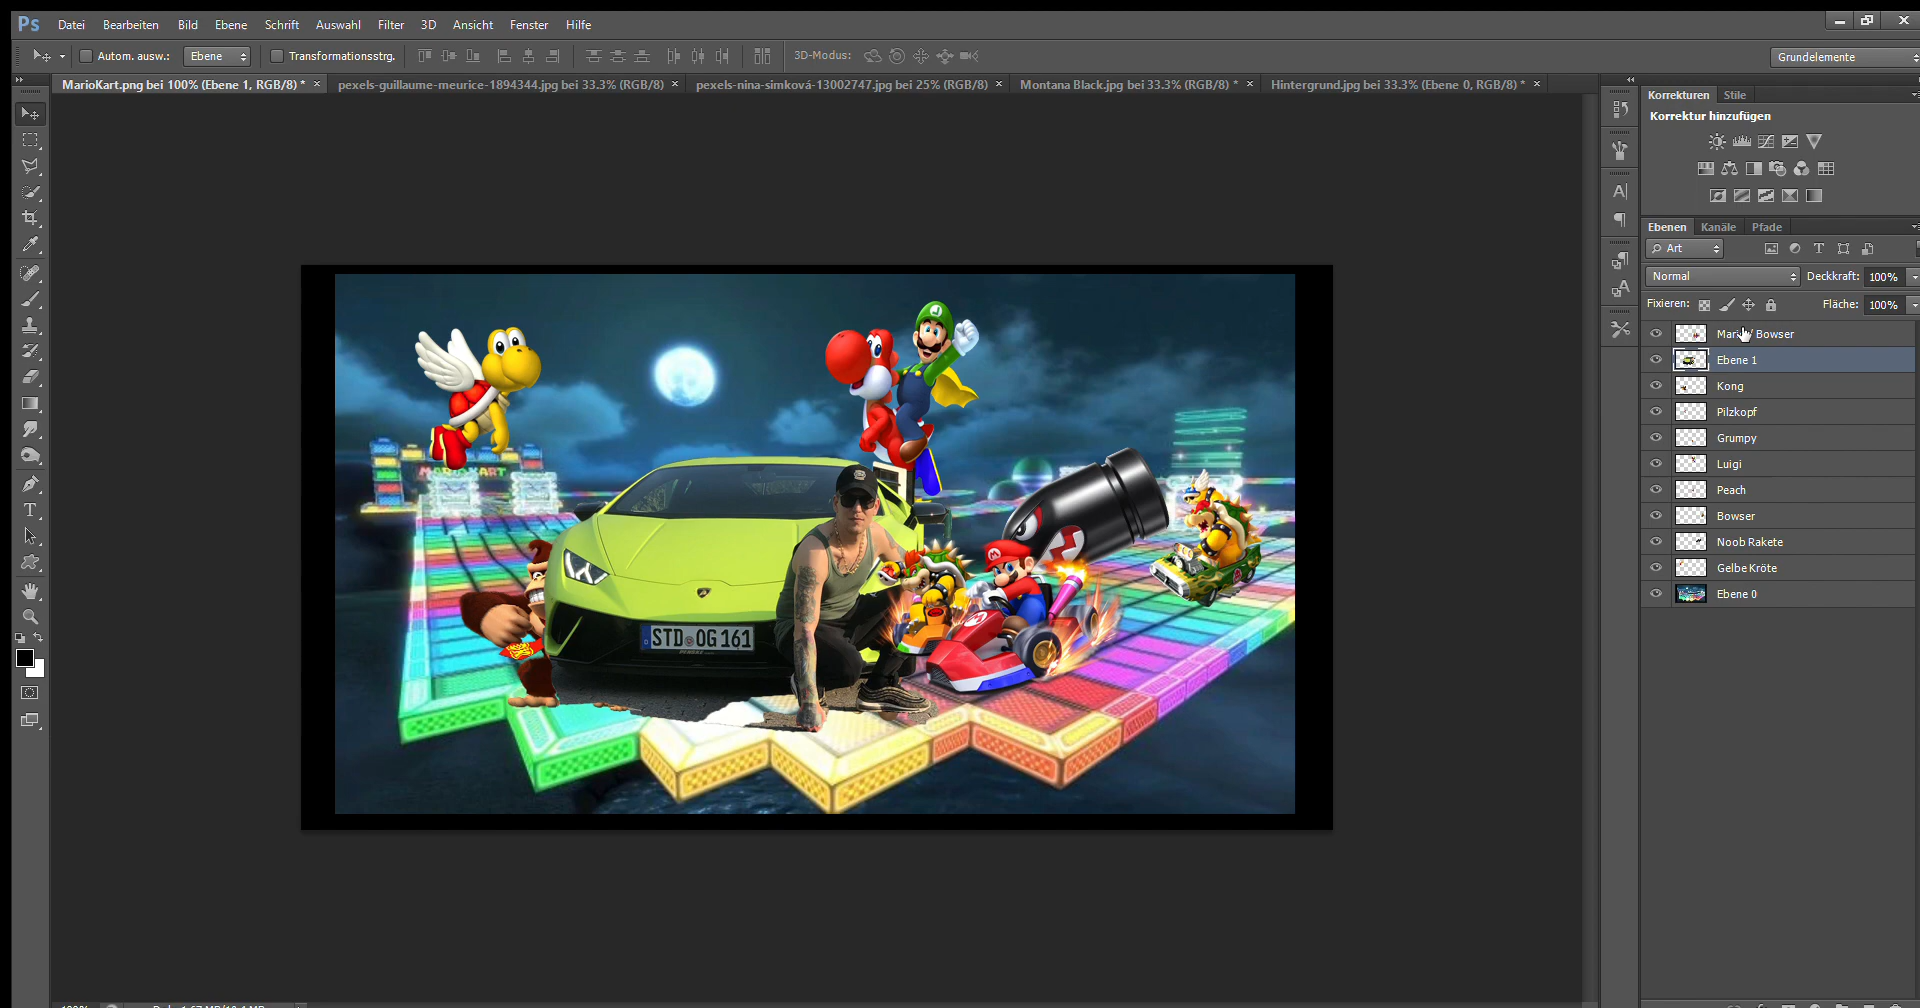 Ps Datei Bearbeiten Bild Ebene Schrift Auswahl Filter 3D Ansicht Fenster Hilfe
Autom. ausw.: Ebene Transformationsstrg. 3D-Modus: Grundelemente
MarioKart.png bei 100% (Ebene 1, RGB/8) * × pexels-guillaume-meurice-1894344.jpg bei 33.3% (RGB/8) × pexels-nina-simková-13002747.jpg bei 25% (RGB/8) × Montana Black.jpg bei 33.3% (RGB/8) * × Hintergrund.jpg bei 33.3% (Ebene 0, RGB/8) * ×
Korrekturen Stile
Korrektur hinzufügen
Ebenen Kanäle Pfade
Art
Normal Deckkraft: 100%
Fixieren: Fläche: 100%
Bowser
Ebene 1
Kong
Pilzkopf
Grumpy
Luigi
Peach
Bowser
Noob Rakete
Gelbe Kröte
Ebene 0
MARIO KART
STD OG 161